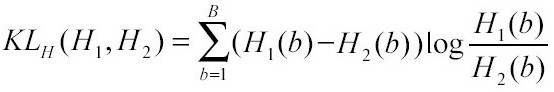 $KL_H(H_1, H_2) = \sum_{b=1}^{B} (H_1(b) - H_2(b)) \log \frac{H_1(b)}{H_2(b)}$